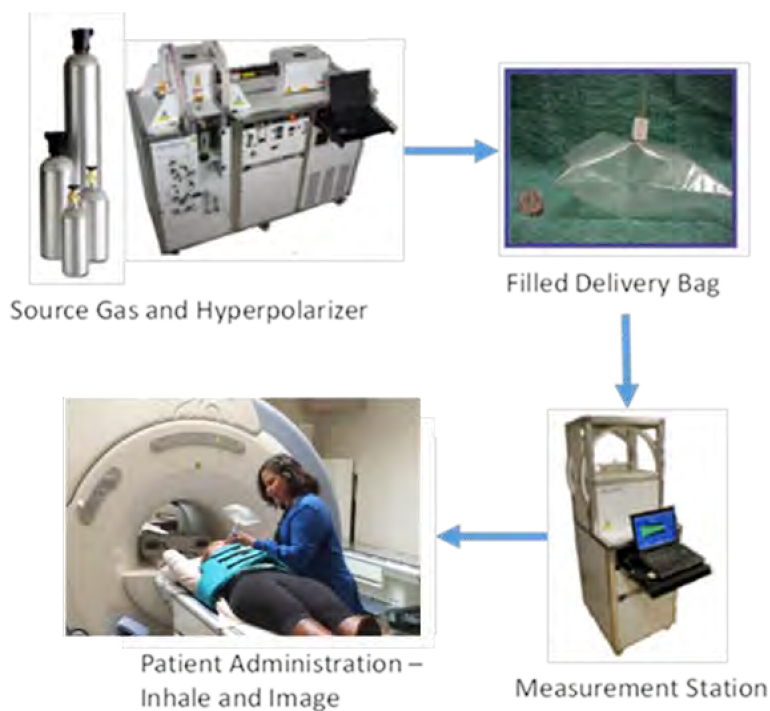 Source Gas and Hyperpolarizer
Filled Delivery Bag
Patient Administration –
Inhale and Image
Measurement Station